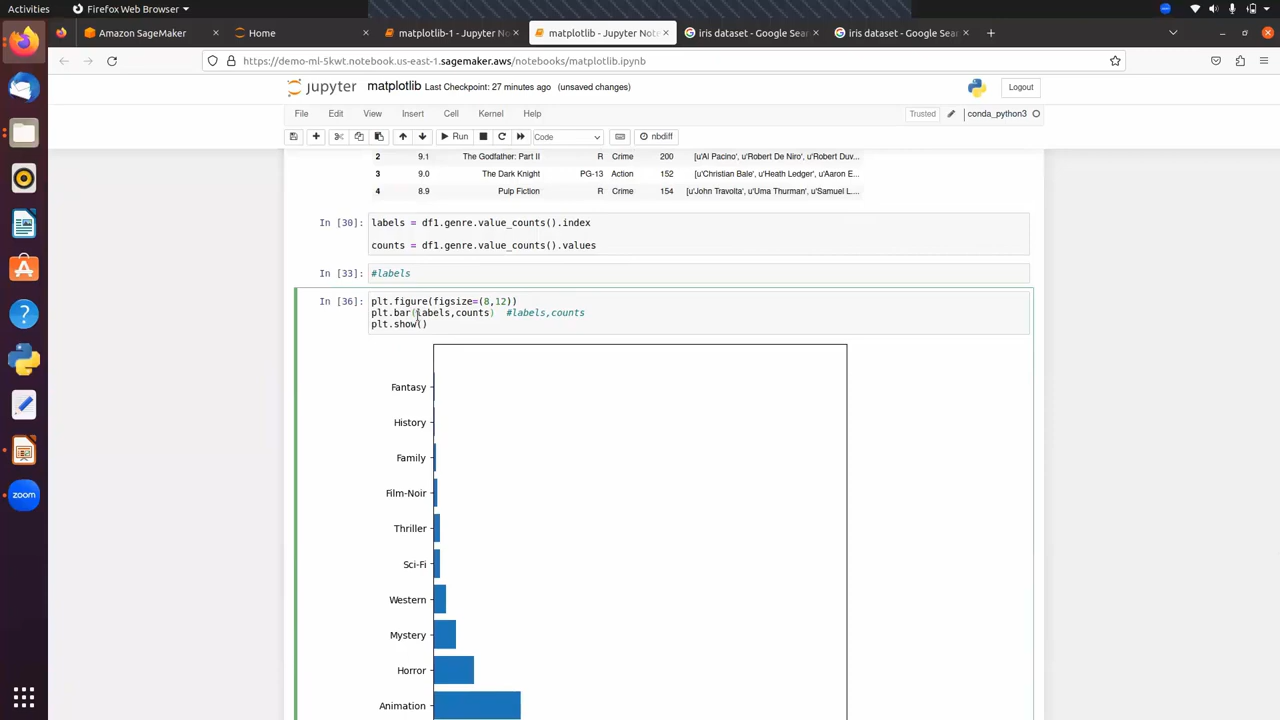 Activities
Firefox Web Browser
Amazon SageMaker
Home
matplotlib-1 - Jupyter Note
matplotlib - Jupyter Note
iris dataset - Google Sear
iris dataset - Google Sear
https://demo-ml-5kwt.notebook.us-east-1.sagemaker.aws/notebooks/matplotlib.ipynb
jupyter matplotlib Last Checkpoint: 27 minutes ago (unsaved changes) Logout
File Edit View Insert Cell Kernel Help Trusted conda_python3
Run Code nbdiff
2 9.1 The Godfather: Part II R Crime 200 [u'Al Pacino', u'Robert De Niro', u'Robert Duv...
3 9.0 The Dark Knight PG-13 Action 152 [u'Christian Bale', u'Heath Ledger', u'Aaron E...
4 8.9 Pulp Fiction R Crime 154 [u'John Travolta', u'Uma Thurman', u'Samuel L....
In [30]: labels = df1.genre.value_counts().index
counts = df1.genre.value_counts().values
In [33]: #labels
In [36]: plt.figure(figsize=(8,12))
plt.bar(labels,counts) #labels,counts
plt.show()
Fantasy
History
Family
Film-Noir
Thriller
Sci-Fi
Western
Mystery
Horror
Animation
zoom